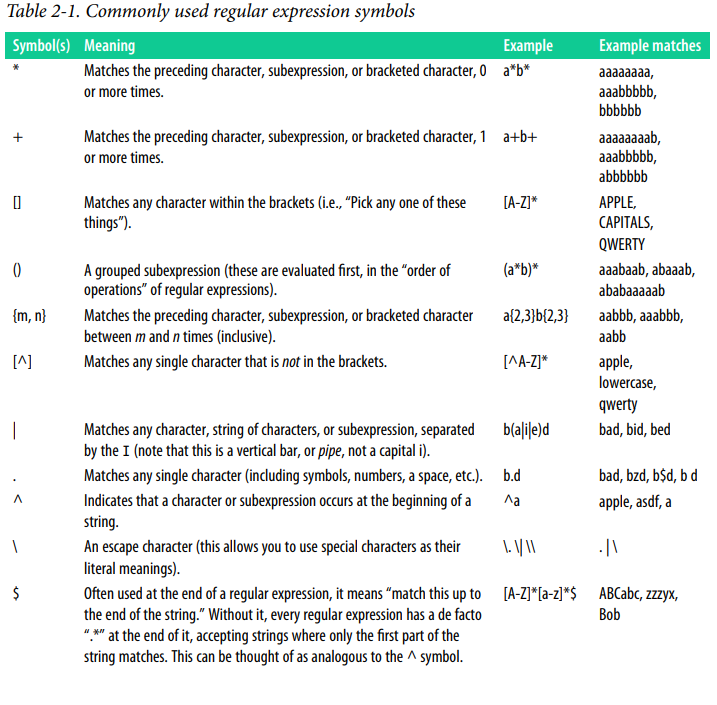 Table 2-1. Commonly used regular expression symbols
Symbol(s) Meaning Example Example matches
* Matches the preceding character, subexpression, or bracketed character, 0 a*b* aaaaaaaa,
or more times. aaabbbbb,
bbbbbb
+ Matches the preceding character, subexpression, or bracketed character, 1 a+b+ aaaaaaaab,
or more times. aaabbbbb,
abbbbbb
[] Matches any character within the brackets (i.e., “Pick any one of these [A-Z]* APPLE,
things”). CAPITALS,
QWERTY
() A grouped subexpression (these are evaluated first, in the “order of (a*b)* aaabaab, abaaab,
operations” of regular expressions). ababaaaaab
{m, n} Matches the preceding character, subexpression, or bracketed character a{2,3}b{2,3} aabbb, aaabbb,
between m and n times (inclusive). aabb
[^] Matches any single character that is not in the brackets. [^A-Z]* apple,
lowercase,
qwerty
| Matches any character, string of characters, or subexpression, separated b(a|i|e)d bad, bid, bed
by the I (note that this is a vertical bar, or pipe, not a capital i).
. Matches any single character (including symbols, numbers, a space, etc.). b.d bad, bzd, b$d, b d
^ Indicates that a character or subexpression occurs at the beginning of a ^a apple, asdf, a
string.
\ An escape character (this allows you to use special characters as their \. \| \\ . | \
literal meanings).
$ Often used at the end of a regular expression, it means “match this up to [A-Z]*[a-z]*$ ABCabc, zzzyx,
the end of the string.” Without it, every regular expression has a de facto Bob
“.*” at the end of it, accepting strings where only the first part of the
string matches. This can be thought of as analogous to the ^ symbol.